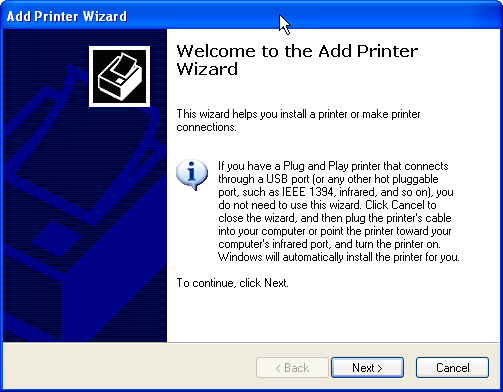 Add Printer Wizard
Welcome to the Add Printer
Wizard
This wizard helps you install a printer or make printer
connections.
If you have a Plug and Play printer that connects
through a USB port (or any other hot pluggable
port, such as IEEE 1394, infrared, and so on), you
do not need to use this wizard. Click Cancel to
close the wizard, and then plug the printer's cable
into your computer or point the printer toward your
computer's infrared port, and turn the printer on.
Windows will automatically install the printer for you.
To continue, click Next.
< Back
Next >
Cancel